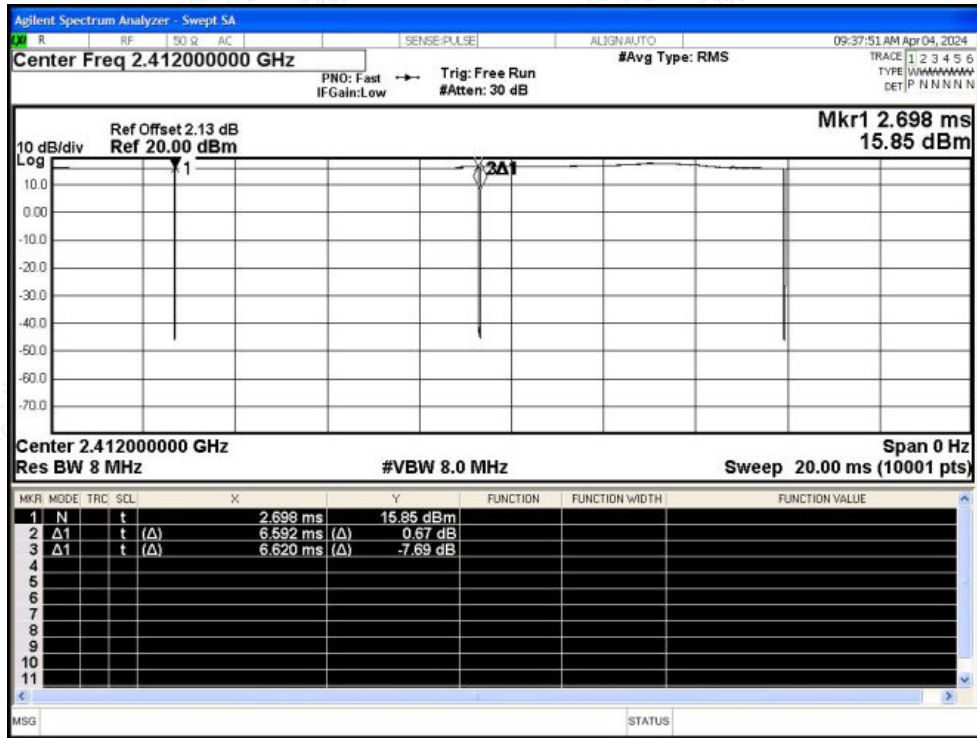 Agilent Spectrum Analyzer - Swept SA
LXI R RF 50 Ω AC SENSE:PULSE ALIGN AUTO 09:37:51 AM Apr 04, 2024
Center Freq 2.412000000 GHz
PNO: Fast
IFGain:Low
Trig: Free Run
#Atten: 30 dB
#Avg Type: RMS
TRACE 1 2 3 4 5 6
TYPE WWWWWW
DET P N N N N N
Mkr1 2.698 ms
15.85 dBm
Ref Offset 2.13 dB
10 dB/div Ref 20.00 dBm
Log
1
3Δ1
10.0
0.00
-10.0
-20.0
-30.0
-40.0
-50.0
-60.0
-70.0
Center 2.412000000 GHz Span 0 Hz
Res BW 8 MHz #VBW 8.0 MHz Sweep 20.00 ms (10001 pts)
MKR MODE TRC SCL X Y FUNCTION FUNCTION WIDTH FUNCTION VALUE
1 N t 2.698 ms 15.85 dBm
2 Δ1 t (Δ) 6.592 ms (Δ) 0.67 dB
3 Δ1 t (Δ) 6.620 ms (Δ) -7.69 dB
4
5
6
7
8
9
10
11
MSG STATUS